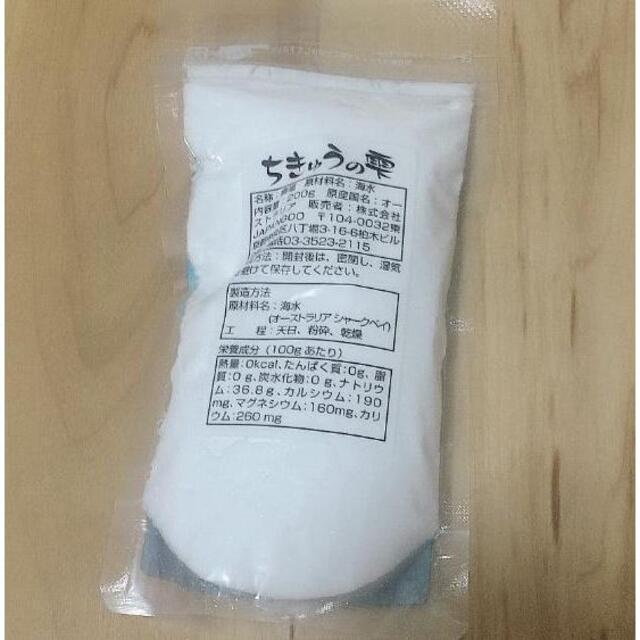 ちきゅうの雫
名称：食塩 原材料名：海水
内容量：200g 原産国名：オー
ストラリア 販売者：株式会社
JAPANGOO 〒104-0032東
八丁堀3-16-6柏木ビル
03-3523-2115
方法：開封後は、密閉し、湿気
避けて保存してください。
製造方法
原材料名：海水
(オーストラリア シャークベイ)
工 程：天日、粉砕、乾燥
栄養成分（100gあたり）
熱量：0kcal、たんぱく質：0g、脂
質：0g、炭水化物：0g、ナトリウ
ム：36.8g、カルシウム：190
mg、マグネシウム：160mg、カリ
ウム：260mg